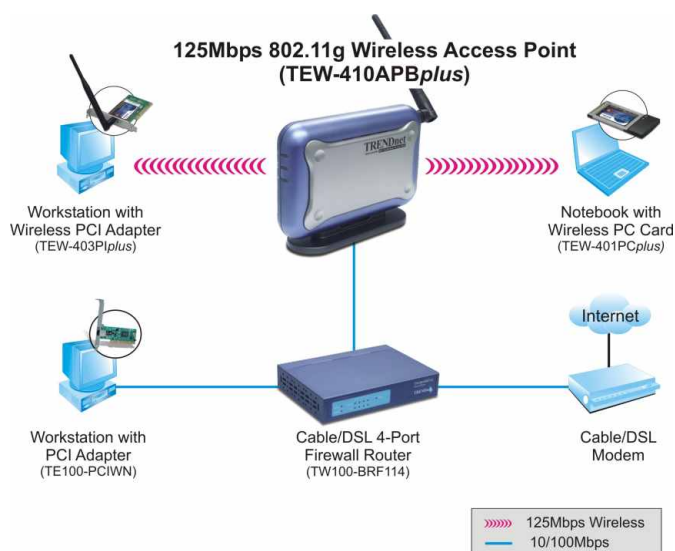 125Mbps 802.11g Wireless Access Point
(TEW-410APBplus)
TRENDnet
Workstation with
Wireless PCI Adapter
(TEW-403PIplus)
Notebook with
Wireless PC Card
(TEW-401PCplus)
Internet
Workstation with
PCI Adapter
(TE100-PCIWN)
Cable/DSL 4-Port
Firewall Router
(TW100-BRF114)
Cable/DSL
Modem
125Mbps Wireless
10/100Mbps